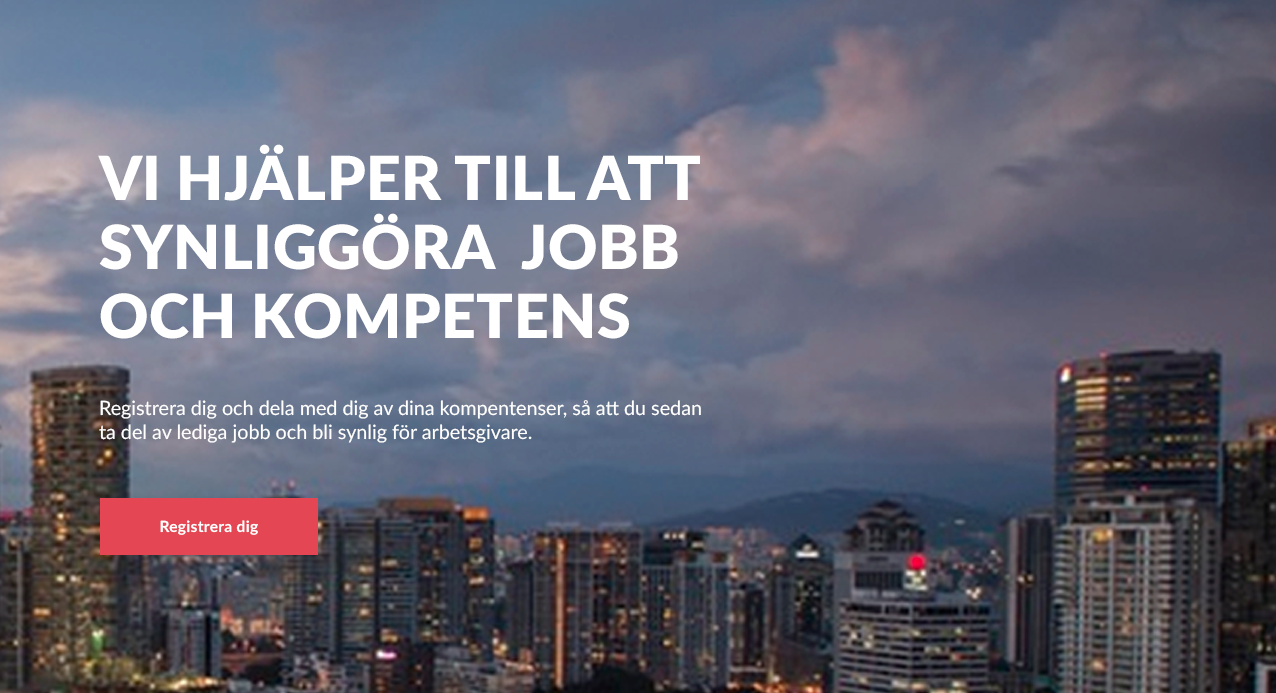 VI HJÄLPER TILL ATT
SYNLIGGÖRA  JOBB
OCH KOMPETENS
Registrera dig och dela med dig av dina kompentenser, så att du sedan
ta del av lediga jobb och bli synlig för arbetsgivare.
Registrera dig